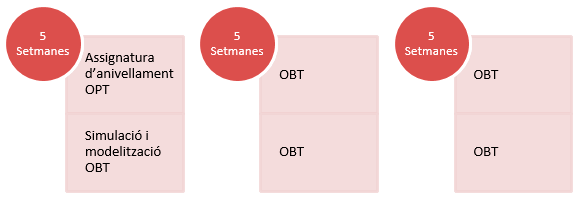 5
Setmanes
Assignatura
d'anivellament
OPT
Simulació i
modelització
OBT
5
Setmanes
OBT
OBT
5
Setmanes
OBT
OBT